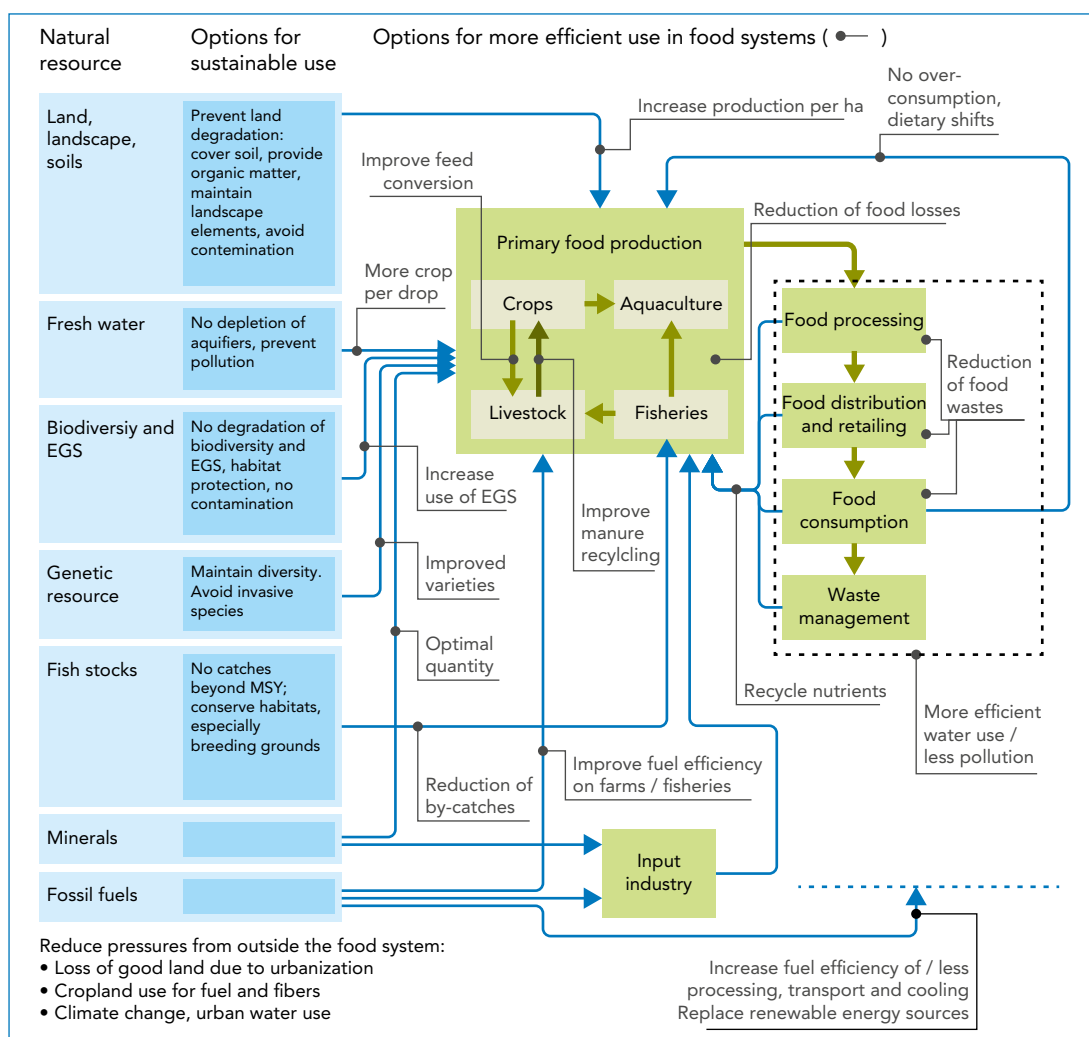 Natural
resource
Options for
sustainable use
Options for more efficient use in food systems ( )
Land,
landscape,
soils
Prevent land
degradation:
cover soil, provide
organic matter,
maintain
landscape
elements, avoid
contemination
Fresh water
No depletion of
aquifiers, prevent
pollution
Biodiversiy and
EGS
No degradation of
biodiversity and
EGS, habitat
protection, no
contamination
Genetic
resource
Maintain diversity.
Avoid invasive
species
Fish stocks
No catches
beyond MSY;
conserve habitats,
especially
breeding grounds
Minerals
Fossil fuels
Increase production per ha
No over-
consumption,
dietary shifts
Improve feed
conversion
Reduction of food losses
More crop
per drop
Primary food production
Crops
Aquaculture
Livestock
Fisheries
Food processing
Reduction
of food
wastes
Food distribution
and retailing
Food
consumption
Waste
management
Increase
use of EGS
Improve
manure
recylcling
Improved
varieties
Optimal
quantity
Recycle nutrients
More efficient
water use /
less pollution
Improve fuel efficiency
on farms / fisheries
Reduction of
by-catches
Input
industry
Increase fuel efficiency of / less
processing, transport and cooling
Replace renewable energy sources
Reduce pressures from outside the food system:
• Loss of good land due to urbanization
• Cropland use for fuel and fibers
• Climate change, urban water use